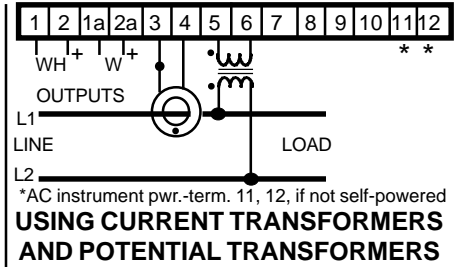 1 2 1a 2a 3 4 5 6 7 8 9 10 11 12
WH + W + * *
OUTPUTS
L1
LINE LOAD
L2
*AC instrument pwr.-term. 11, 12, if not self-powered
USING CURRENT TRANSFORMERS
AND POTENTIAL TRANSFORMERS